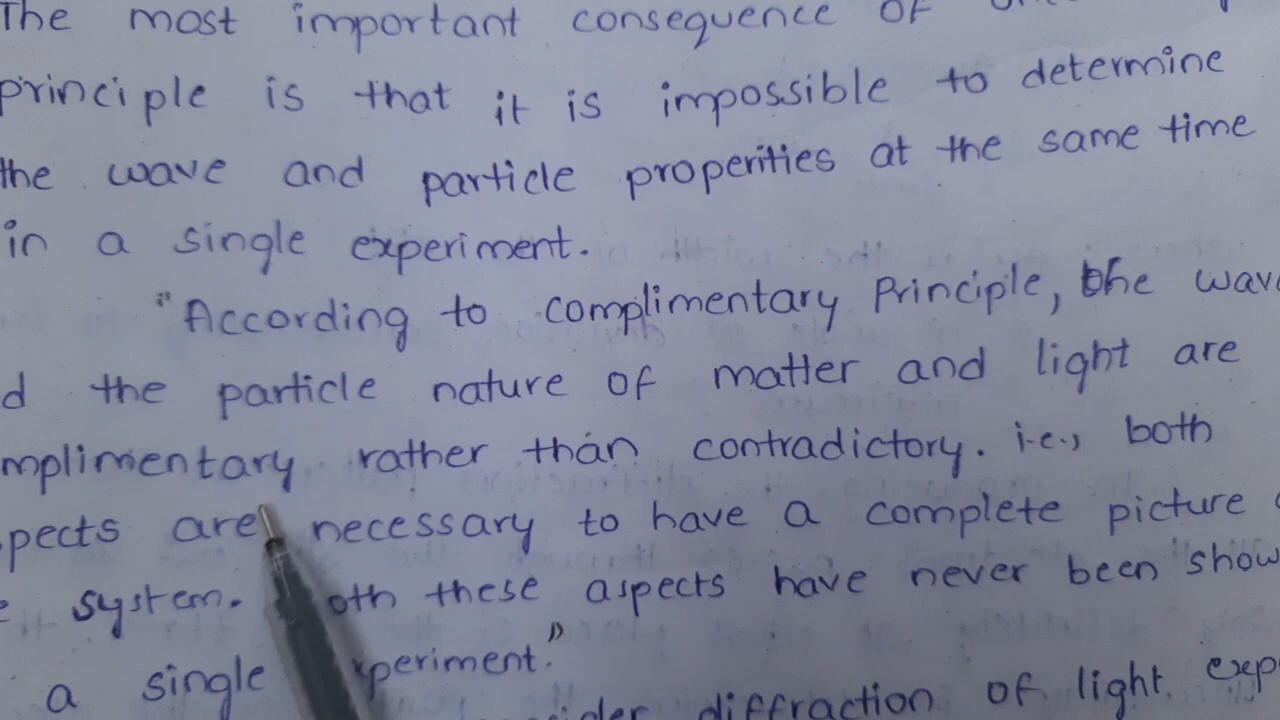 The most important consequence of
principle is that it is impossible to determine
the wave and particle properities at the same time
in a single experiment.
"According to complimentary Principle, the wav
d the particle nature of matter and light are
mplimentary rather than contradictory. i.e., both
pects are necessary to have a complete picture
system. oth these aspects have never been show
a single xperiment."
ider diffraction of light exp